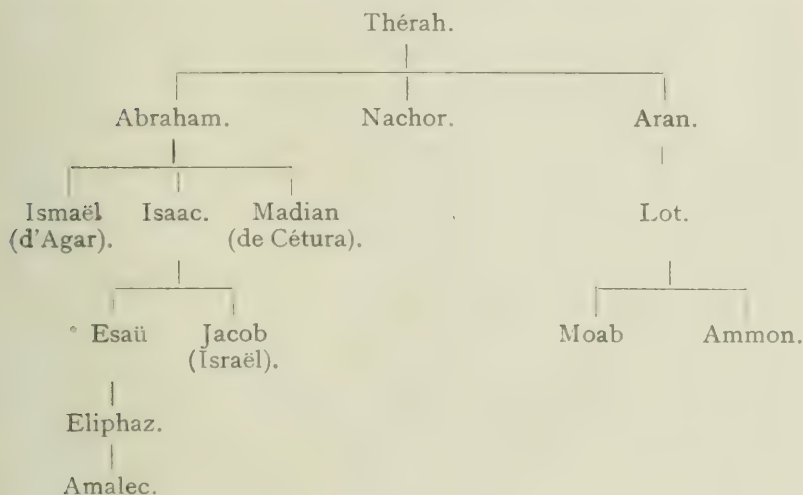 Thérah.
Abraham. Nachor. Aran.
Ismaël Isaac. Madian Lot.
(d'Agar). (de Cétura).
Esaü Jacob Moab Ammon.
(Israël).
Eliphaz.
Amalec.